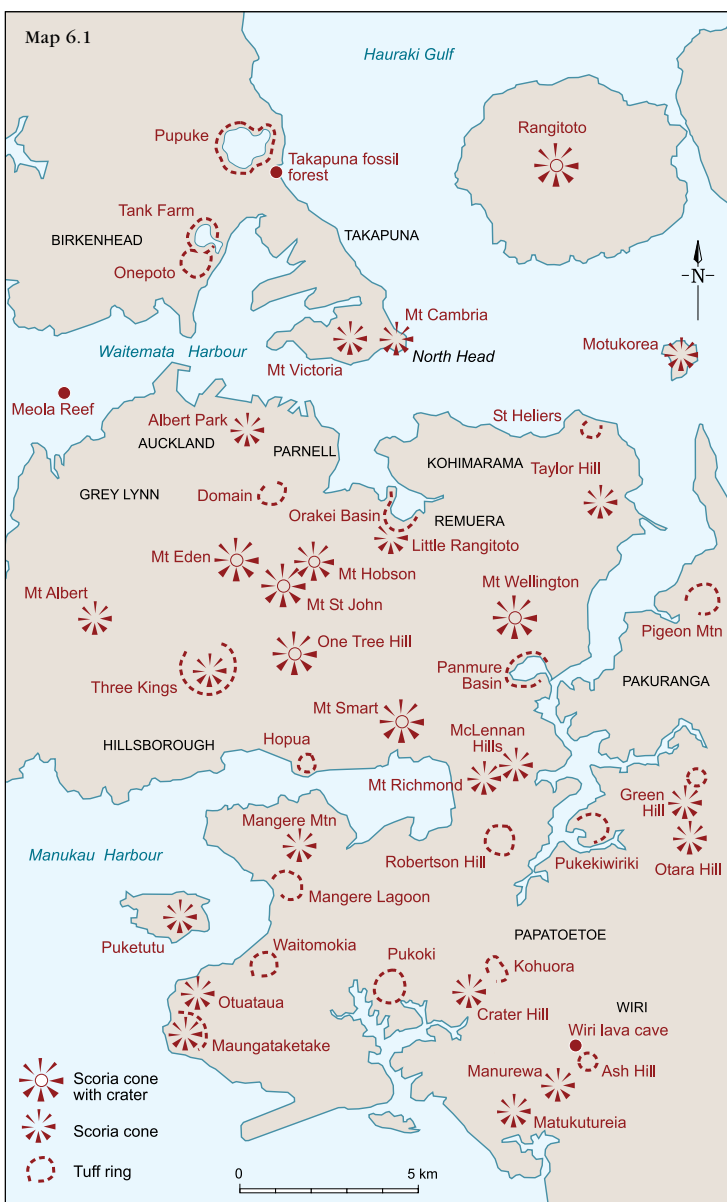 Map 6.1
Hauraki Gulf
Pupuke
Rangitoto
Takapuna fossil
forest
Tank Farm
BIRKENHEAD
TAKAPUNA
Onepoto
-N-
Mt Cambria
Waitemata Harbour
North Head
Motukorea
Mt Victoria
Meola Reef
Albert Park
St Heliers
AUCKLAND
PARNELL
KOHIMARAMA
Taylor Hill
GREY LYNN
Domain
Orakei Basin
REMUERA
Little Rangitoto
Mt Eden
Mt Hobson
Mt Albert
Mt St John
Mt Wellington
Pigeon Mtn
One Tree Hill
Panmure
Basin
PAKURANGA
Three Kings
Mt Smart
McLennan
Hills
HILLSBOROUGH
Hopua
Mt Richmond
Green
Hill
Mangere Mtn
Manukau Harbour
Robertson Hill
Pukekiwiriki
Otara Hill
Mangere Lagoon
Puketutu
Waitomokia
PAPATOETOE
Pukoki
Kohuora
Otuataua
Crater Hill
WIRI
Wiri lava cave
Maungataketake
Ash Hill
Manurewa
Matukutureia
Scoria cone
with crater
Scoria cone
Tuff ring
0 5 km